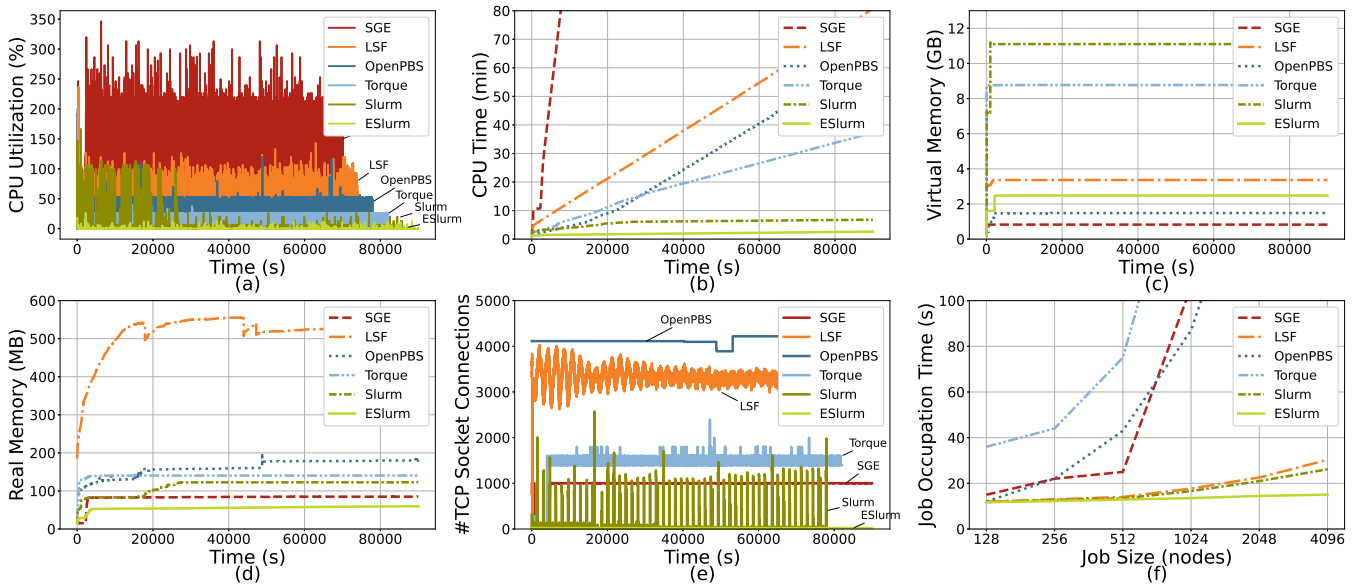 CPU Utilization (%)
350
300
250
200
150
100
50
0
0 20000 40000 60000 80000
Time (s)
(a)
SGE
LSF
OpenPBS
Torque
Slurm
ESlurm
LSF
OpenPBS
Torque
Slurm
ESlurm
CPU Time (min)
80
70
60
50
40
30
20
10
0
0 20000 40000 60000 80000
Time (s)
(b)
SGE
LSF
OpenPBS
Torque
Slurm
ESlurm
Virtual Memory (GB)
12
10
8
6
4
2
0
0 20000 40000 60000 80000
Time (s)
(c)
SGE
LSF
OpenPBS
Torque
Slurm
ESlurm
Real Memory (MB)
600
500
400
300
200
100
0
0 20000 40000 60000 80000
Time (s)
(d)
SGE
LSF
OpenPBS
Torque
Slurm
ESlurm
#TCP Socket Connections
5000
4000
3000
2000
1000
0
0 20000 40000 60000 80000
Time (s)
(e)
SGE
LSF
OpenPBS
Torque
Slurm
ESlurm
OpenPBS
LSF
Torque
SGE
Slurm
ESlurm
Job Occupation Time (s)
100
80
60
40
20
0
128 256 512 1024 2048 4096
Job Size (nodes)
(f)
SGE
LSF
OpenPBS
Torque
Slurm
ESlurm